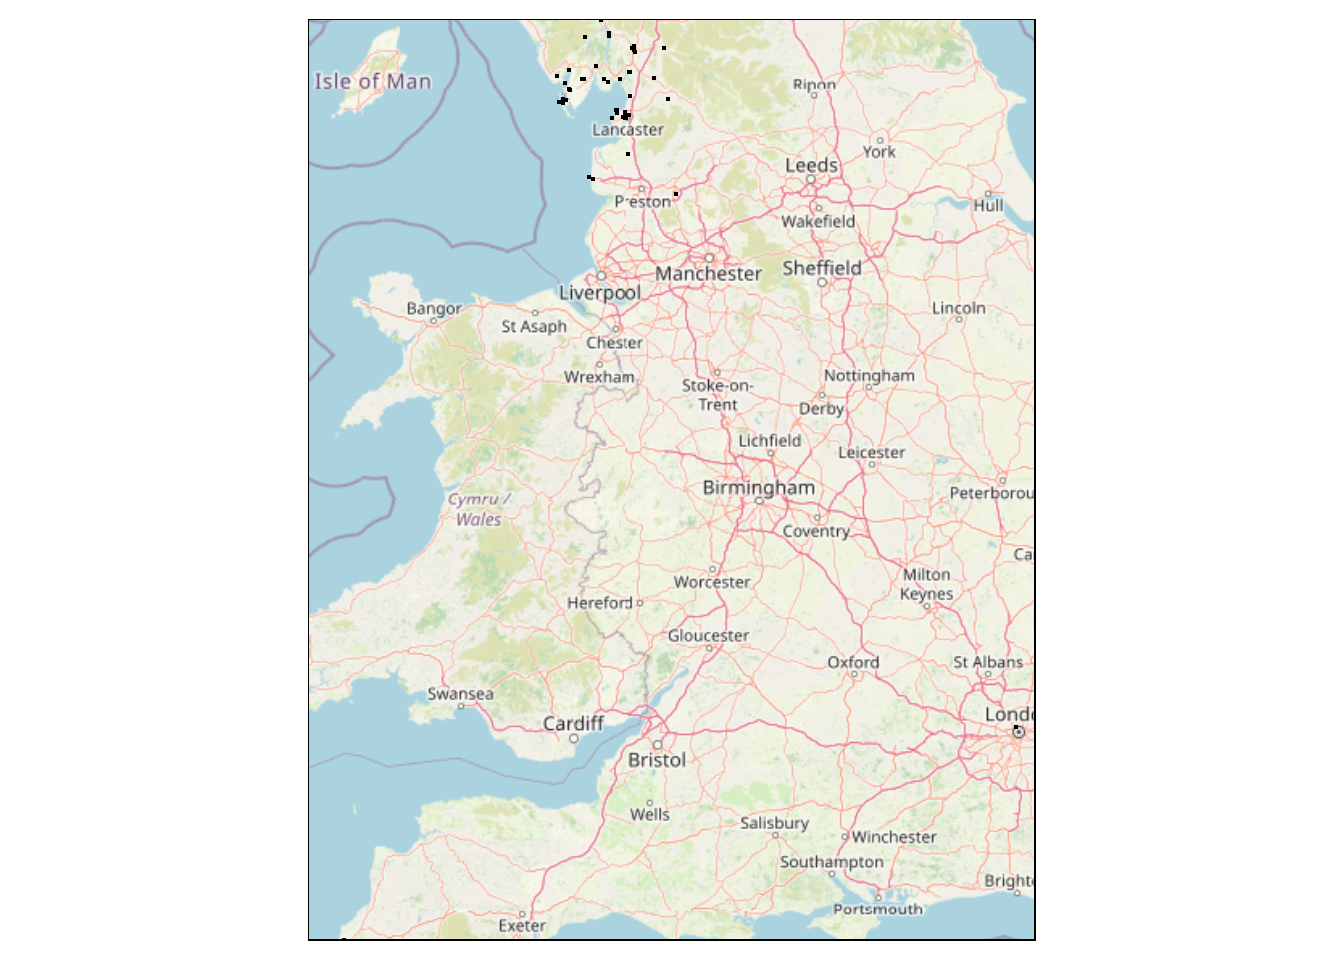 Isle of Man
Ripon
Lancaster
York
Leeds
Preston
Hull
Wakefield
Manchester
Sheffield
Liverpool
Bangor
Lincoln
St Asaph
Chester
Wrexham
Nottingham
Stoke-on-
Trent
Derby
Lichfield
Leicester
Birmingham
Peterborou
Cymru /
Wales
Coventry
Ca
Milton
Keynes
Worcester
Hereford
Gloucester
Oxford
St Albans
Swansea
Londo
Cardiff
Bristol
Wells
Salisbury
Winchester
Southampton
Brighto
Portsmouth
Exeter